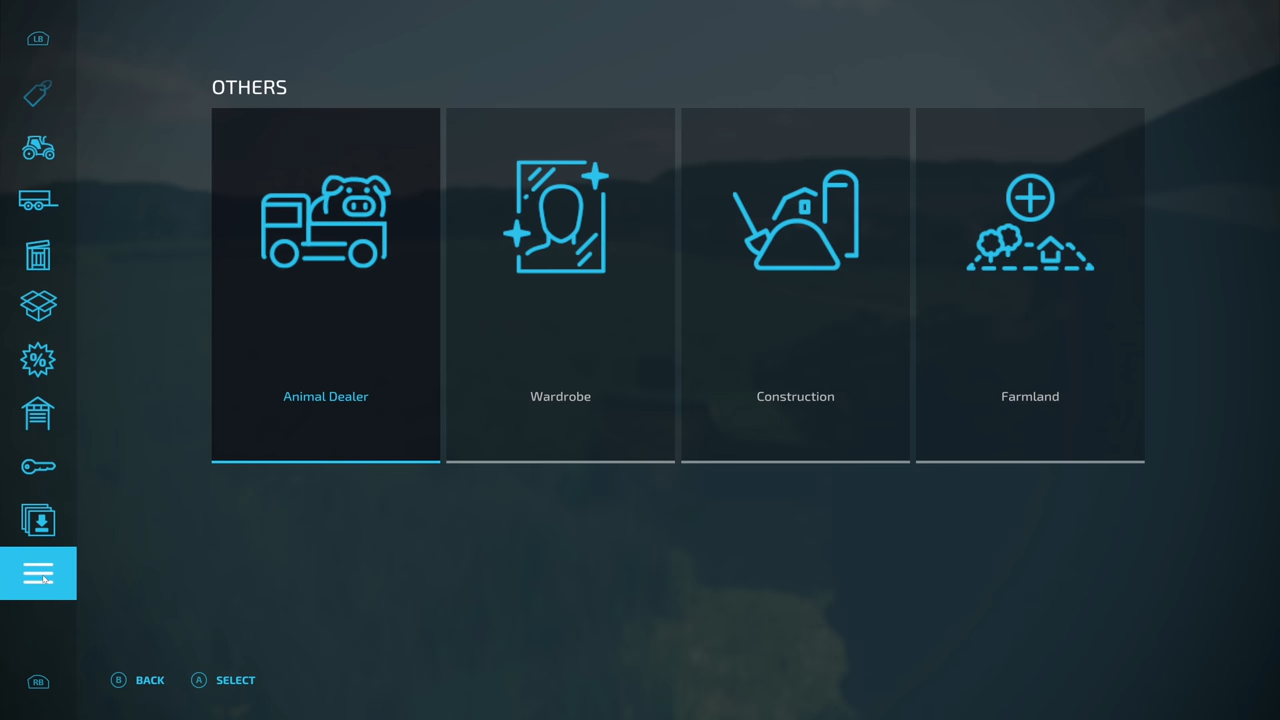 LB
OTHERS
%
Animal Dealer
Wardrobe
Construction
Farmland
RB
B BACK
A SELECT